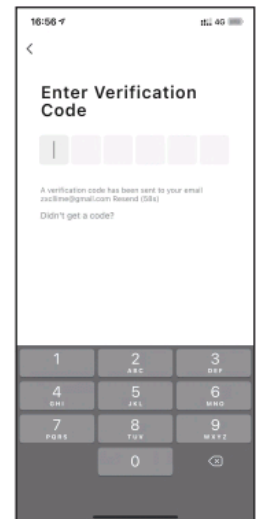 16:56
4G
Enter Verification
Code
A verification code has been sent to your email
zxcllme@gmail.com Resend (58s)
Didn't get a code?
1
2
ABC
3
DEF
4
GHI
5
JKL
6
MNO
7
PQRS
8
TUV
9
WXYZ
0